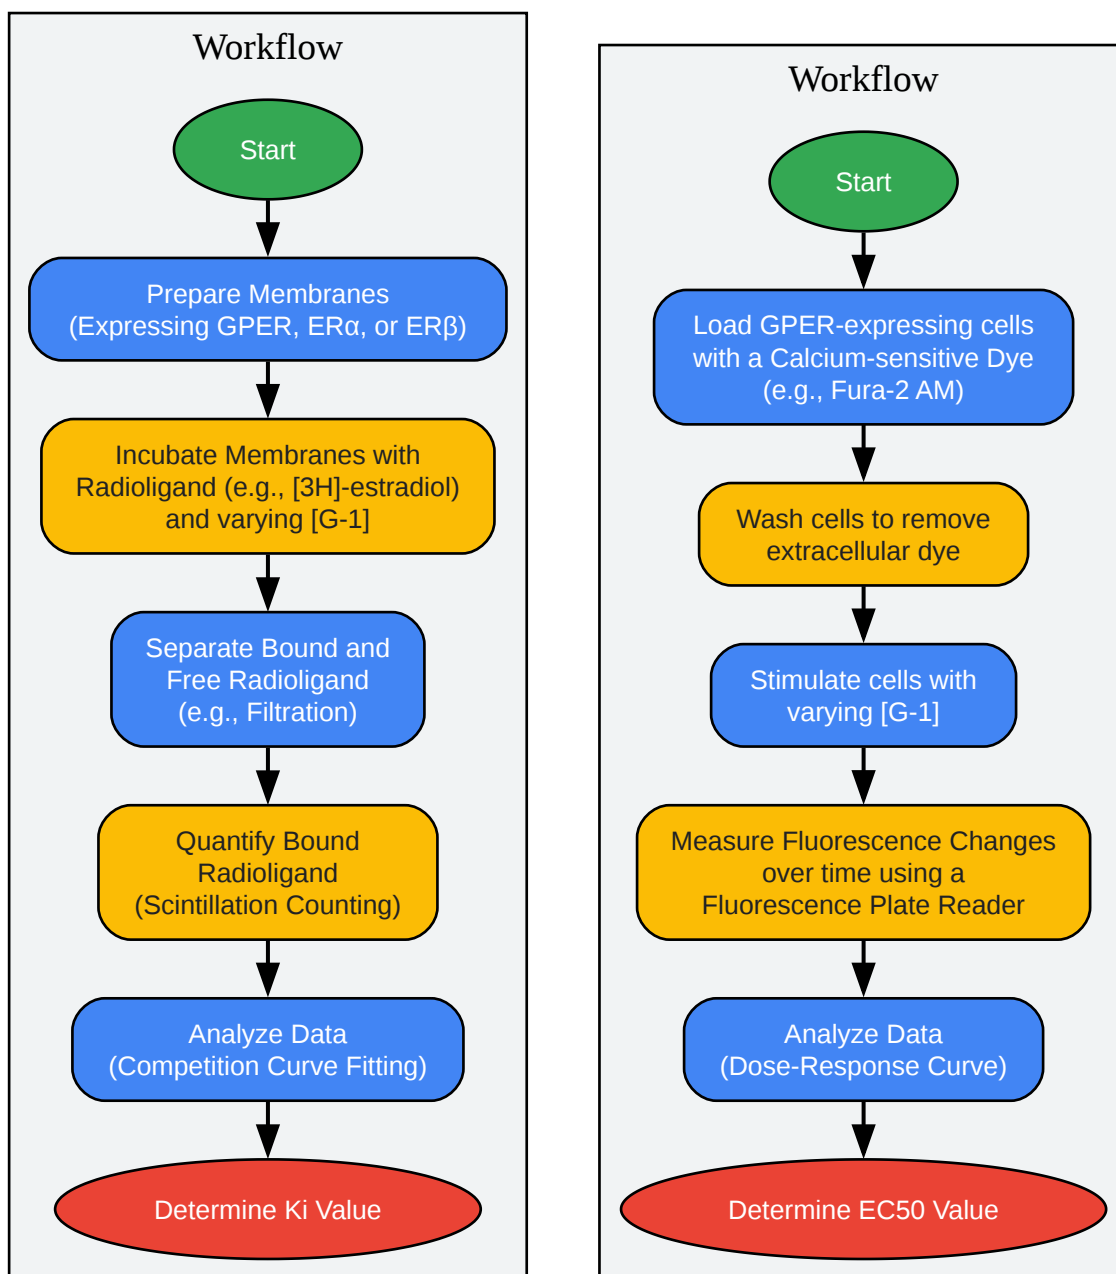 Workflow
Start
Prepare Membranes
(Expressing GPER, ERα, or ERβ)
Incubate Membranes with
Radioligand (e.g., [3H]-estradiol)
and varying [G-1]
Separate Bound and
Free Radioligand
(e.g., Filtration)
Quantify Bound
Radioligand
(Scintillation Counting)
Analyze Data
(Competition Curve Fitting)
Determine Ki Value
Workflow
Start
Load GPER-expressing cells
with a Calcium-sensitive Dye
(e.g., Fura-2 AM)
Wash cells to remove
extracellular dye
Stimulate cells with
varying [G-1]
Measure Fluorescence Changes
over time using a
Fluorescence Plate Reader
Analyze Data
(Dose-Response Curve)
Determine EC50 Value